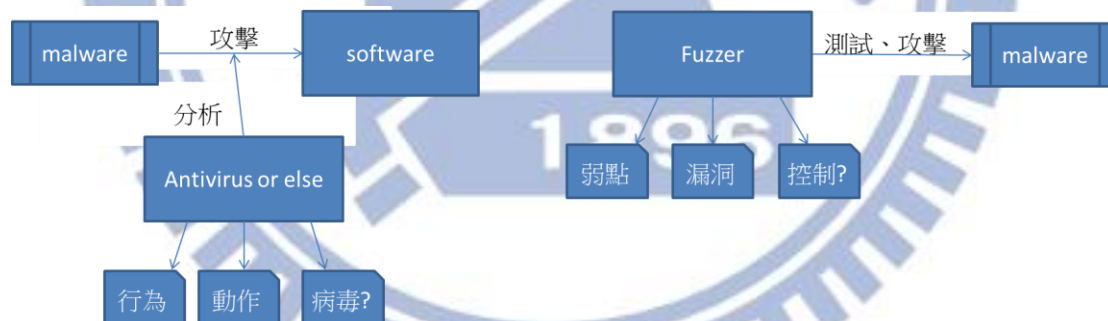 malware
攻擊
software
分析
Antivirus or else
行為
動作
病毒?
Fuzzer
測試、攻擊
malware
弱點
漏洞
控制?
1896